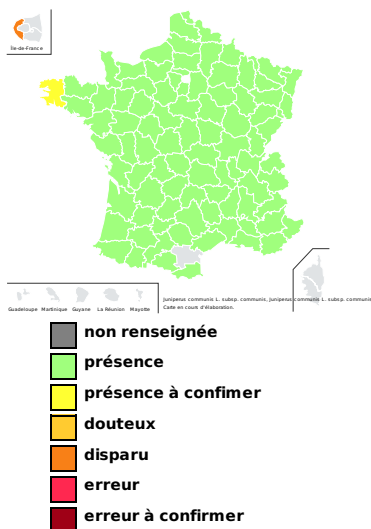 Île-de-France
Guadeloupe Martinique Guyane La Réunion Mayotte
Juniperus communis L. subsp. communis, Juniperus communis L. subsp. communis
Carte en cours d'élaboration.
non renseignée
présence
présence à confimer
douteux
disparu
erreur
erreur à confirmer